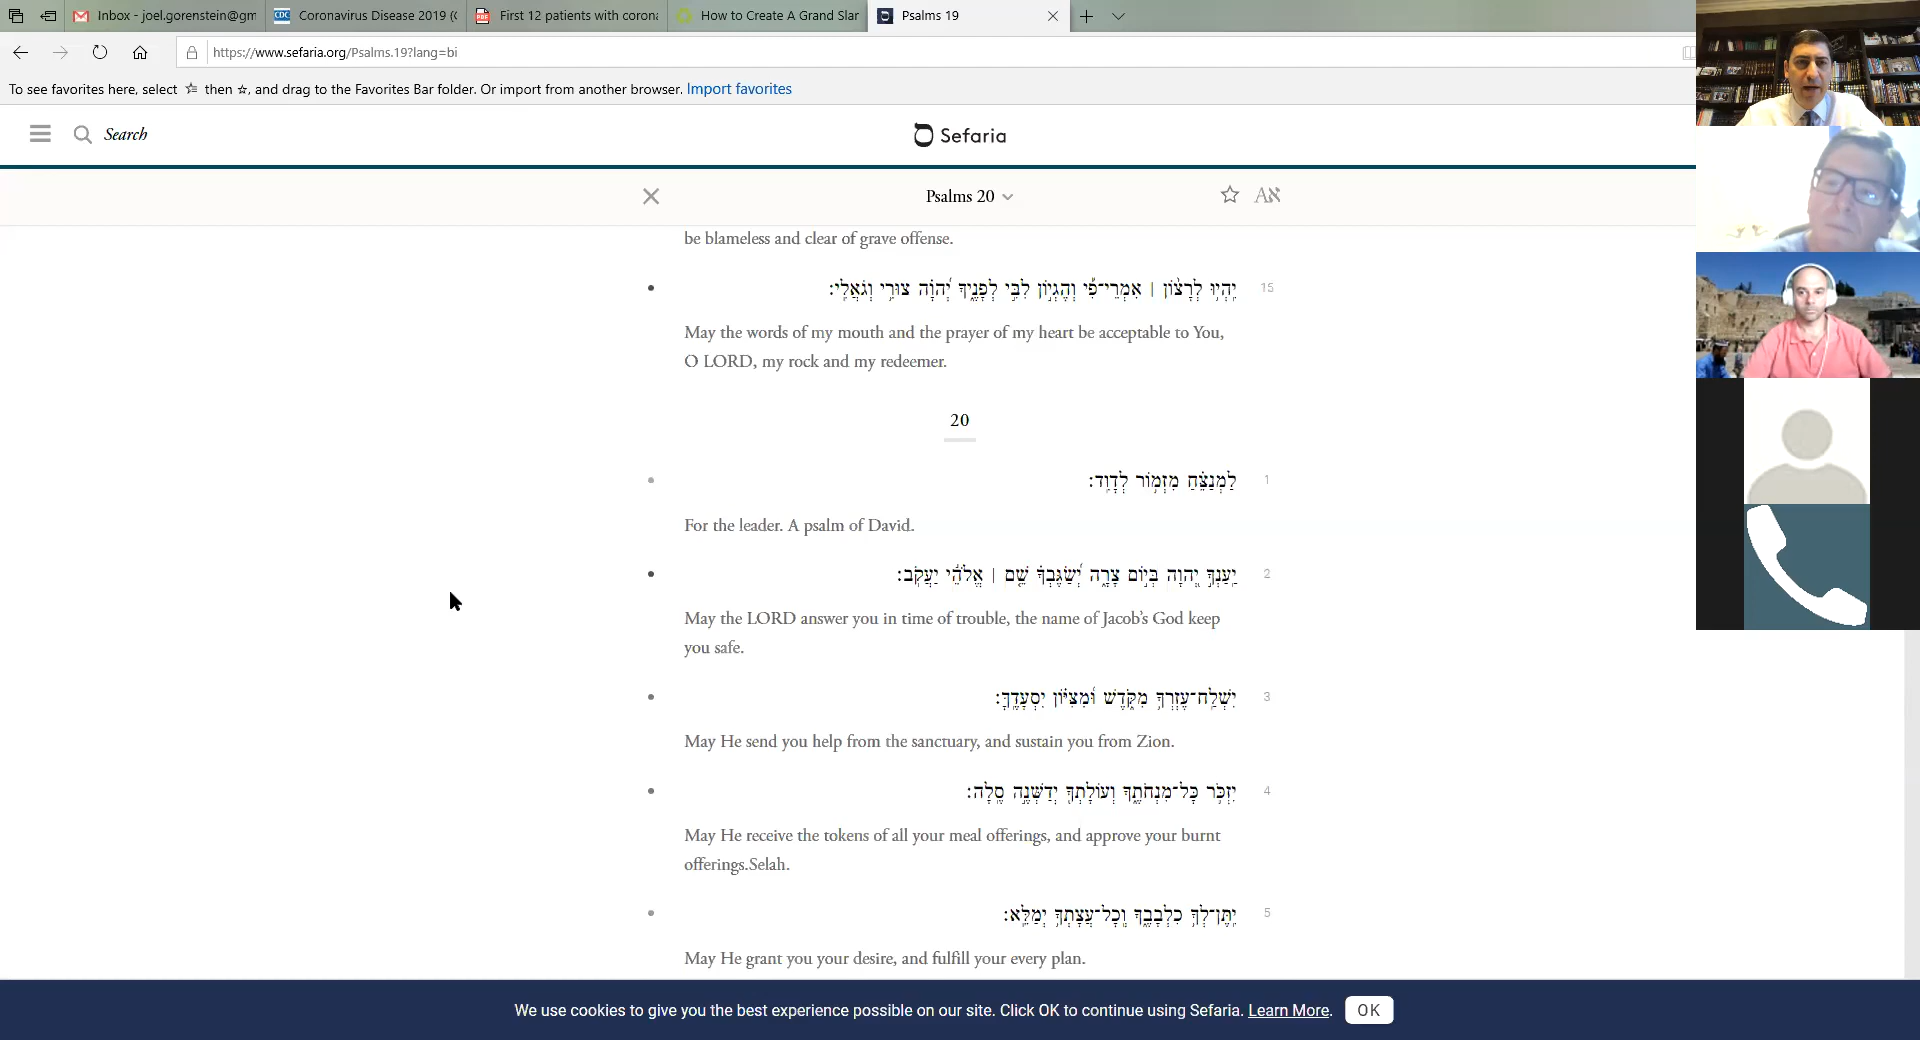 Inbox - joel.gorenstein@gm
Coronavirus Disease 2019 (
First 12 patients with corona
How to Create A Grand Slar
Psalms 19
https://www.sefaria.org/Psalms.19?lang=bi
To see favorites here, select then , and drag to the Favorites Bar folder. Or import from another browser. Import favorites
Search
Sefaria
Psalms 20
be blameless and clear of grave offense.
15
יִֽהְי֥וּ לְרָצ֨וֹן ׀ אִמְרֵי־פִ֡י וְהֶגְי֣וֹן לִבִּ֣י לְפָנֶ֑יךָ יְ֝הוָ֗ה צוּרִ֥י וְגֹאֲלִֽי׃
May the words of my mouth and the prayer of my heart be acceptable to You,
O LORD, my rock and my redeemer.
20
1
לַמְנַצֵּ֗חַ מִזְמ֥וֹר לְדָוִֽד׃
For the leader. A psalm of David.
2
יַֽעַנְךָ֣ יְ֭הוָה בְּי֣וֹם צָרָ֑ה יְ֝שַׂגֶּבְךָ֗ שֵׁ֤ם ׀ אֱלֹהֵ֬י יַעֲקֹֽב׃
May the LORD answer you in time of trouble, the name of Jacob’s God keep
you safe.
3
יִשְׁלַֽח־עֶזְרְךָ֥ מִקֹּ֑דֶשׁ וּ֝מִצִּיּ֗וֹן יִסְעָדֶֽךָּ׃
May He send you help from the sanctuary, and sustain you from Zion.
4
יִזְכֹּ֥ר כָּל־מִנְחֹתֶ֑ךָ וְעוֹלָתְךָ֖ יְדַשְּׁנֶ֣ה סֶֽלָה׃
May He receive the tokens of all your meal offerings, and approve your burnt
offerings.Selah.
5
יִֽתֶּן־לְךָ֥ כִלְבָבֶ֑ךָ וְֽכָל־עֲצָתְךָ֥ יְמַלֵּֽא׃
May He grant you your desire, and fulfill your every plan.
We use cookies to give you the best experience possible on our site. Click OK to continue using Sefaria. Learn More. OK